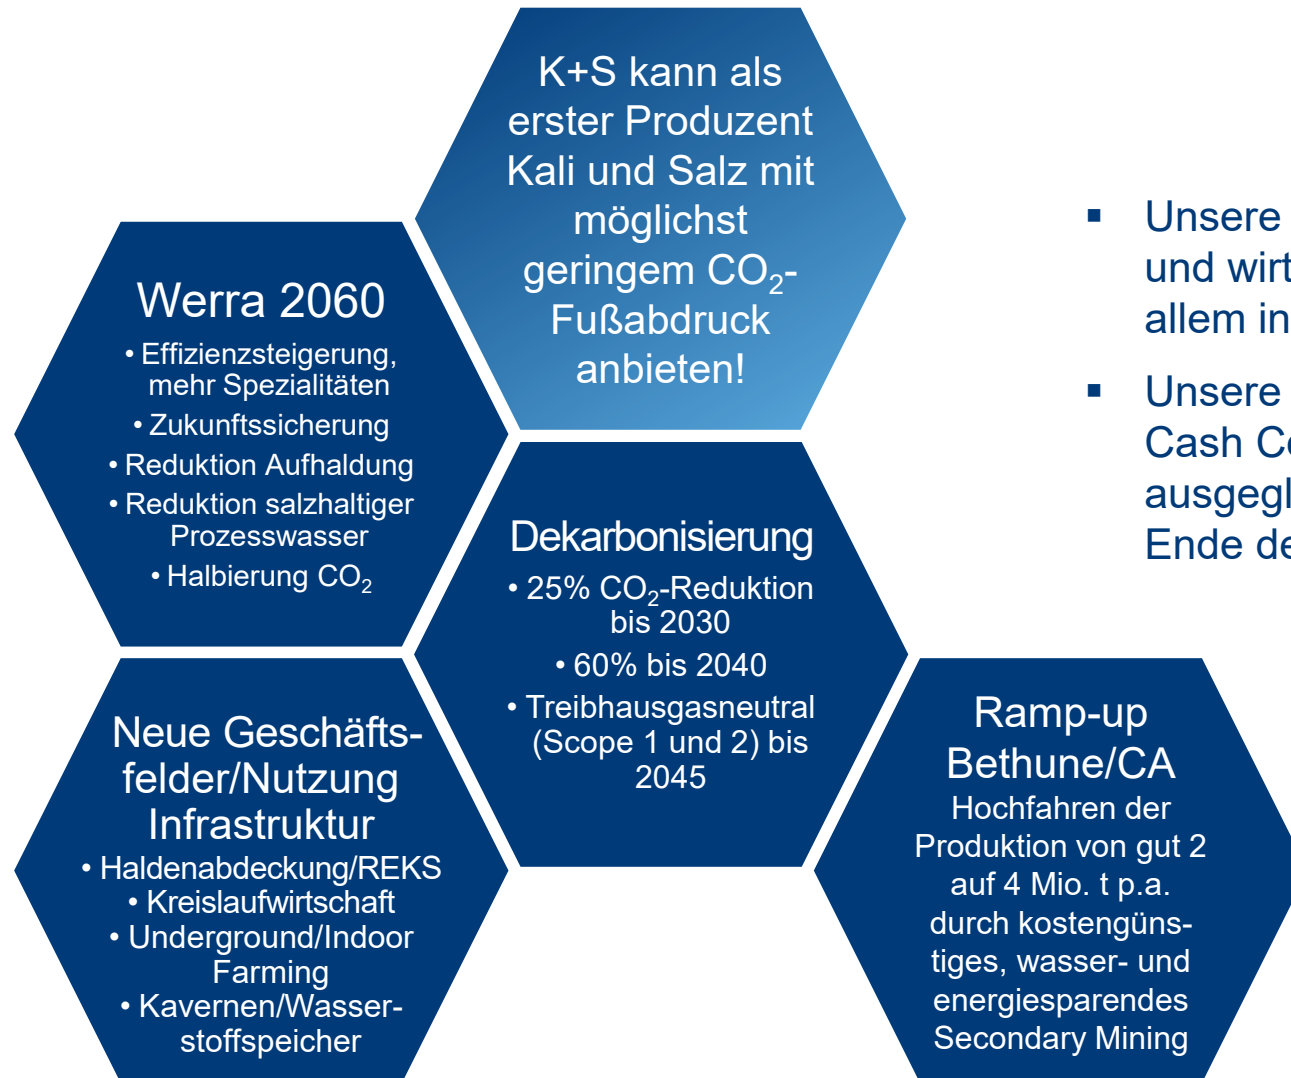 K+S kann als
erster Produzent
Kali und Salz mit
möglichst
geringem CO₂-
Fußabdruck
anbieten!
Werra 2060
• Effizienzsteigerung,
mehr Spezialitäten
• Zukunftssicherung
• Reduktion Aufhaldung
• Reduktion salzhaltiger
Prozesswasser
• Halbierung CO₂
Dekarbonisierung
• 25% CO₂-Reduktion
bis 2030
• 60% bis 2040
• Treibhausgasneutral
(Scope 1 und 2) bis
2045
Neue Geschäfts-
felder/Nutzung
Infrastruktur
• Haldenabdeckung/REKS
• Kreislaufwirtschaft
• Underground/Indoor
Farming
• Kavernen/Wasser-
stoffspeicher
Ramp-up
Bethune/CA
Hochfahren der
Produktion von gut 2
auf 4 Mio. t p.a.
durch kostengüns-
tiges, wasser- und
energiesparendes
Secondary Mining
▪ Unsere
und wirt
allem in
▪ Unsere
Cash
ausgegl
Ende de